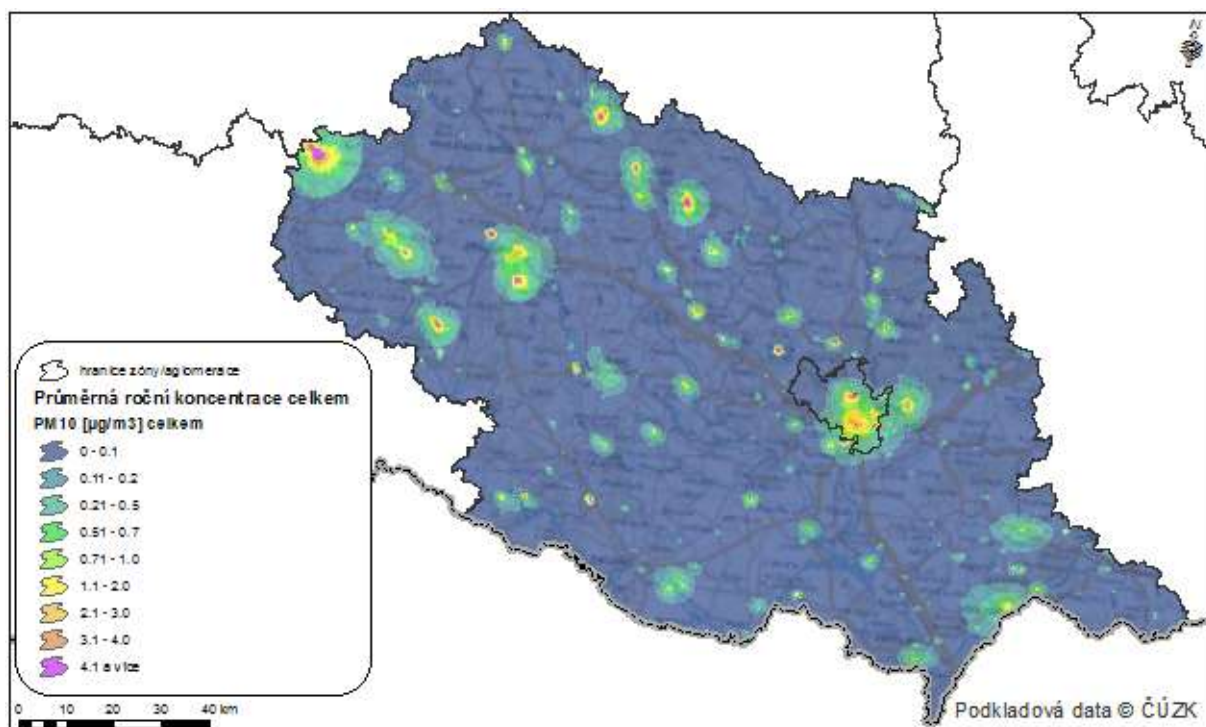 N
hranice zóny/aglomerace
Průměrná roční koncentrace celkem
PM10 [µg/m3] celkem
0 - 0.1
0.11 - 0.2
0.21 - 0.5
0.51 - 0.7
0.71 - 1.0
1.1 - 2.0
2.1 - 3.0
3.1 - 4.0
4.1 a více
0 10 20 30 40 km
Podkladová data © ČÚZK